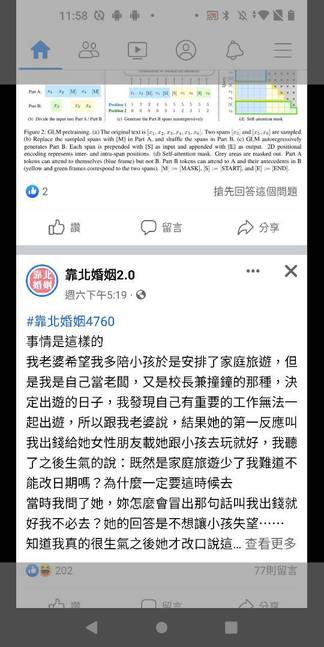 11:58
Part A:
Part B:
Position 1
Position 2
(b) Divide the input into Part A / Part B
(c) Generate the Part B spans autoregressively
(d) Self-attention mask
Figure 2: GLM pretraining. (a) The original text is [x1, x2, x3, x4, x5, x6]. Two spans [x3] and [x5, x6] are sampled.
(b) Replace the sampled spans with [M] in Part A, and shuffle the spans in Part B. (c) GLM autoregressively
generates Part B. Each span is prepended with [S] as input and appended with [E] as output. 2D positional
encoding represents inter- and intra-span positions. (d) Self-attention mask. Grey areas are masked out. Part A
tokens can attend to themselves (blue frame) but not B. Part B tokens can attend to A and their antecedents in B
(yellow and green frames correspond to the two spans). [M] := [MASK], [S] := [START], and [E] := [END].
2
搶先回答這個問題
讚
留言
分享
靠北婚姻
靠北婚姻2.0
週六下午5:19
#靠北婚姻4760
事情是這樣的
我老婆希望我多陪小孩於是安排了家庭旅遊，但
是我是自己當老闆，又是校長兼撞鐘的那種，決
定出遊的日子，我發現自己有重要的工作無法一
起出遊，所以跟我老婆說，結果她的第一反應叫
我出錢給她女性朋友載她跟小孩去玩就好，我聽
了之後生氣的說：既然是家庭旅遊少了我難道不
能改日期嗎？為什麼一定要這時候去
當時我問了她，妳怎麼會冒出那句話叫我出錢就
好我不必去？她的回答是不想讓小孩失望……
知道我真的很生氣之後她才改口說這... 查看更多
202
77則留言
讚
留言
分享